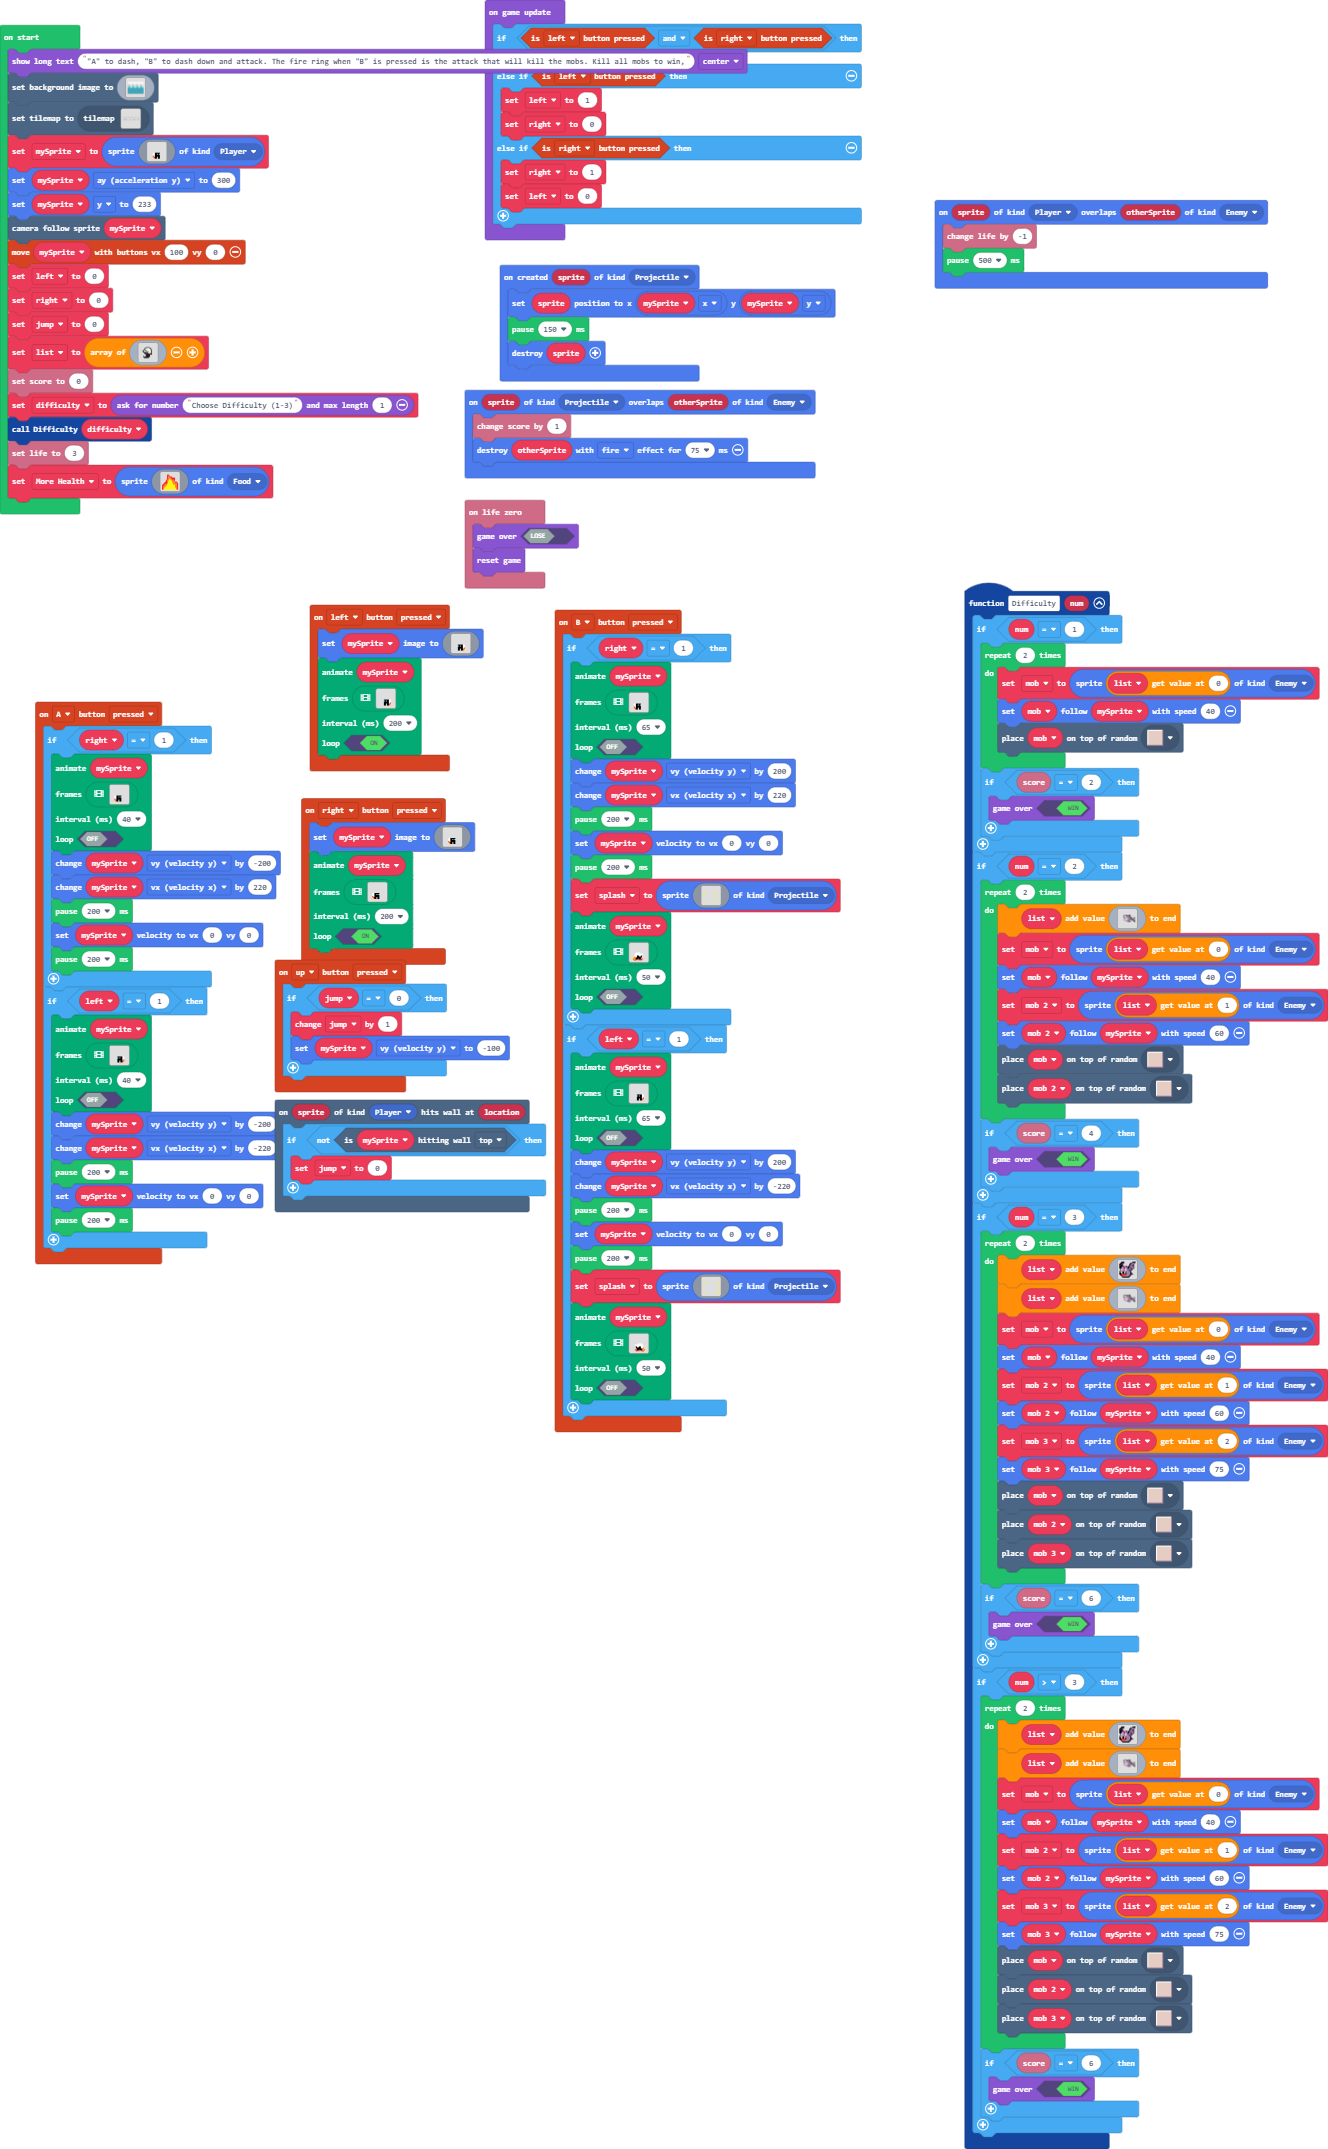 on start
show long text ""A" to dash, "B" to dash down and attack. The fire ring when "B" is pressed is the attack that will kill the mobs. Kill all mobs to win," center
set background image to
set tilemap to tilemap
set mySprite to sprite of kind Player
set mySprite ay (acceleration y) to 300
set mySprite y to 233
camera follow sprite mySprite
move mySprite with buttons vx 100 vy 0
set left to 0
set right to 0
set jump to 0
set list to array of
set score to 0
set difficulty to ask for number "Choose Difficulty (1-3)" and max length 1
call Difficulty difficulty
set life to 3
set More Health to sprite of kind Food
on game update
if is left button pressed and is right button pressed then
else if is left button pressed then
set left to 1
set right to 0
else if is right button pressed then
set right to 1
set left to 0
on sprite of kind Player overlaps otherSprite of kind Enemy
change life by -1
pause 500 ms
on created sprite of kind Projectile
set sprite position to x mySprite x y mySprite y
pause 150 ms
destroy sprite
on sprite of kind Projectile overlaps otherSprite of kind Enemy
change score by 1
destroy otherSprite with fire effect for 75 ms
on life zero
game over LOSE
reset game
on left button pressed
set mySprite image to
animate mySprite
frames
interval (ms) 200
loop ON
on right button pressed
set mySprite image to
animate mySprite
frames
interval (ms) 200
loop ON
on up button pressed
if jump = 0 then
change jump by 1
set mySprite vy (velocity y) to -100
on sprite of kind Player hits wall at location
if not is mySprite hitting wall top then
set jump to 0
on A button pressed
if right = 1 then
animate mySprite
frames
interval (ms) 40
loop OFF
change mySprite vy (velocity y) by -200
change mySprite vx (velocity x) by 220
pause 200 ms
set mySprite velocity to vx 0 vy 0
pause 200 ms
if left = 1 then
animate mySprite
frames
interval (ms) 40
loop OFF
change mySprite vy (velocity y) by -200
change mySprite vx (velocity x) by -220
pause 200 ms
set mySprite velocity to vx 0 vy 0
pause 200 ms
on B button pressed
if right = 1 then
animate mySprite
frames
interval (ms) 65
loop OFF
change mySprite vy (velocity y) by 200
change mySprite vx (velocity x) by 220
pause 200 ms
set mySprite velocity to vx 0 vy 0
pause 200 ms
set splash to sprite of kind Projectile
animate mySprite
frames
interval (ms) 50
loop OFF
if left = 1 then
animate mySprite
frames
interval (ms) 65
loop OFF
change mySprite vy (velocity y) by 200
change mySprite vx (velocity x) by -220
pause 200 ms
set mySprite velocity to vx 0 vy 0
pause 200 ms
set splash to sprite of kind Projectile
animate mySprite
frames
interval (ms) 50
loop OFF
function Difficulty num
if num = 1 then
repeat 2 times
do set mob to sprite list get value at 0 of kind Enemy
set mob follow mySprite with speed 40
place mob on top of random
if score = 2 then
game over WIN
if num = 2 then
repeat 2 times
do list add value to end
set mob to sprite list get value at 0 of kind Enemy
set mob follow mySprite with speed 40
set mob 2 to sprite list get value at 1 of kind Enemy
set mob 2 follow mySprite with speed 60
place mob on top of random
place mob 2 on top of random
if score = 4 then
game over WIN
if num = 3 then
repeat 2 times
do list add value to end
list add value to end
set mob to sprite list get value at 0 of kind Enemy
set mob follow mySprite with speed 40
set mob 2 to sprite list get value at 1 of kind Enemy
set mob 2 follow mySprite with speed 60
set mob 3 to sprite list get value at 2 of kind Enemy
set mob 3 follow mySprite with speed 75
place mob on top of random
place mob 2 on top of random
place mob 3 on top of random
if score = 6 then
game over WIN
if num > 3 then
repeat 2 times
do list add value to end
list add value to end
set mob to sprite list get value at 0 of kind Enemy
set mob follow mySprite with speed 40
set mob 2 to sprite list get value at 1 of kind Enemy
set mob 2 follow mySprite with speed 60
set mob 3 to sprite list get value at 2 of kind Enemy
set mob 3 follow mySprite with speed 75
place mob on top of random
place mob 2 on top of random
place mob 3 on top of random
if score = 6 then
game over WIN